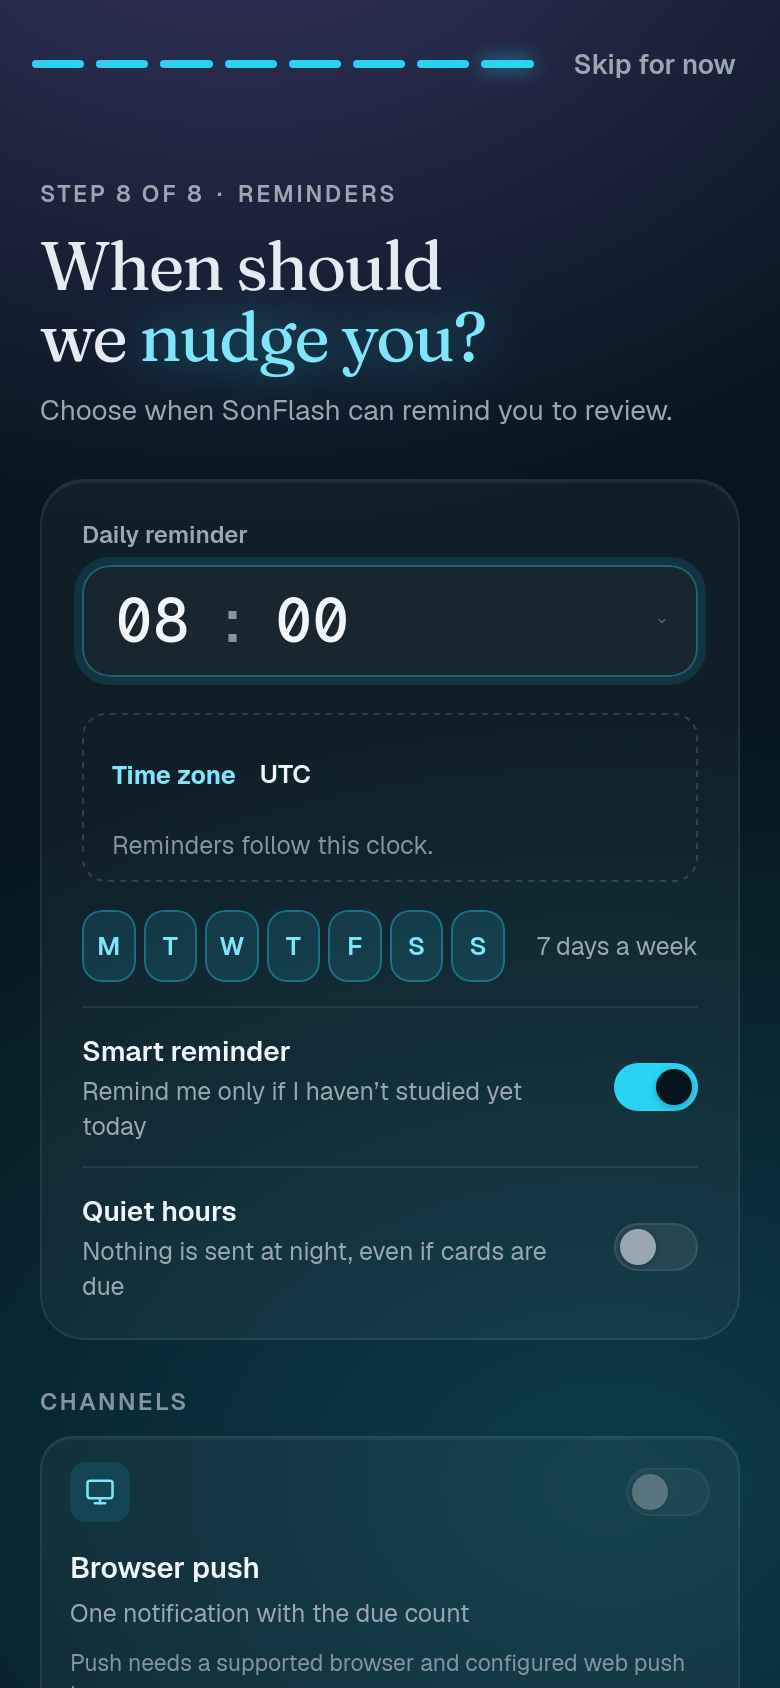 Skip for now
STEP 8 OF 8 · REMINDERS
When should
we nudge you?
Choose when SonFlash can remind you to review.
Daily reminder
08 : 00
Time zone UTC
Reminders follow this clock.
M T W T F S S 7 days a week
Smart reminder
Remind me only if I haven’t studied yet
today
Quiet hours
Nothing is sent at night, even if cards are
due
CHANNELS
Browser push
One notification with the due count
Push needs a supported browser and configured web push